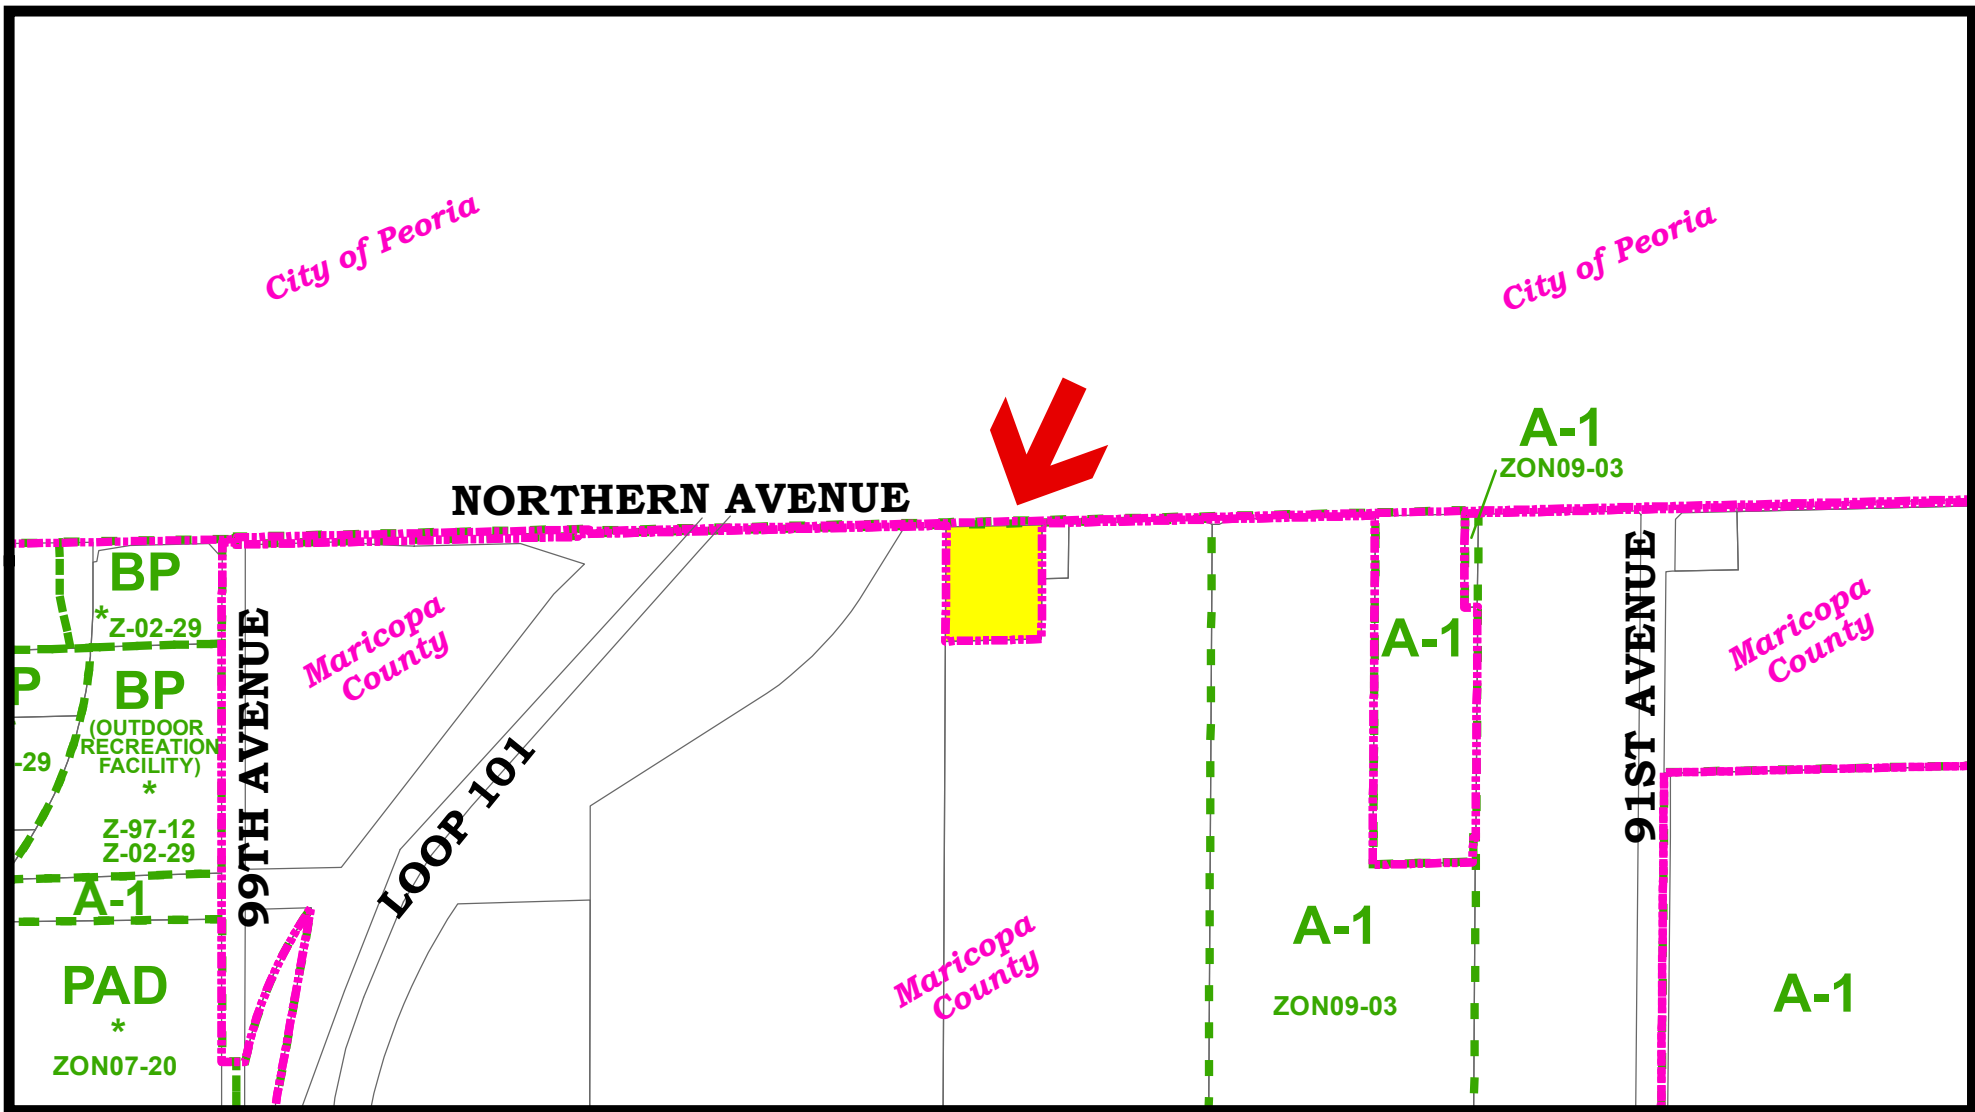 City of Peoria
City of Peoria
A-1
ZON09-03
NORTHERN AVENUE
BP
*
Z-02-29
P
-29
BP
(OUTDOOR
RECREATION
FACILITY)
*
Z-97-12
Z-02-29
A-1
PAD
*
ZON07-20
99TH AVENUE
Maricopa
County
LOOP 101
Maricopa
County
A-1
A-1
ZON09-03
91ST AVENUE
Maricopa
County
A-1